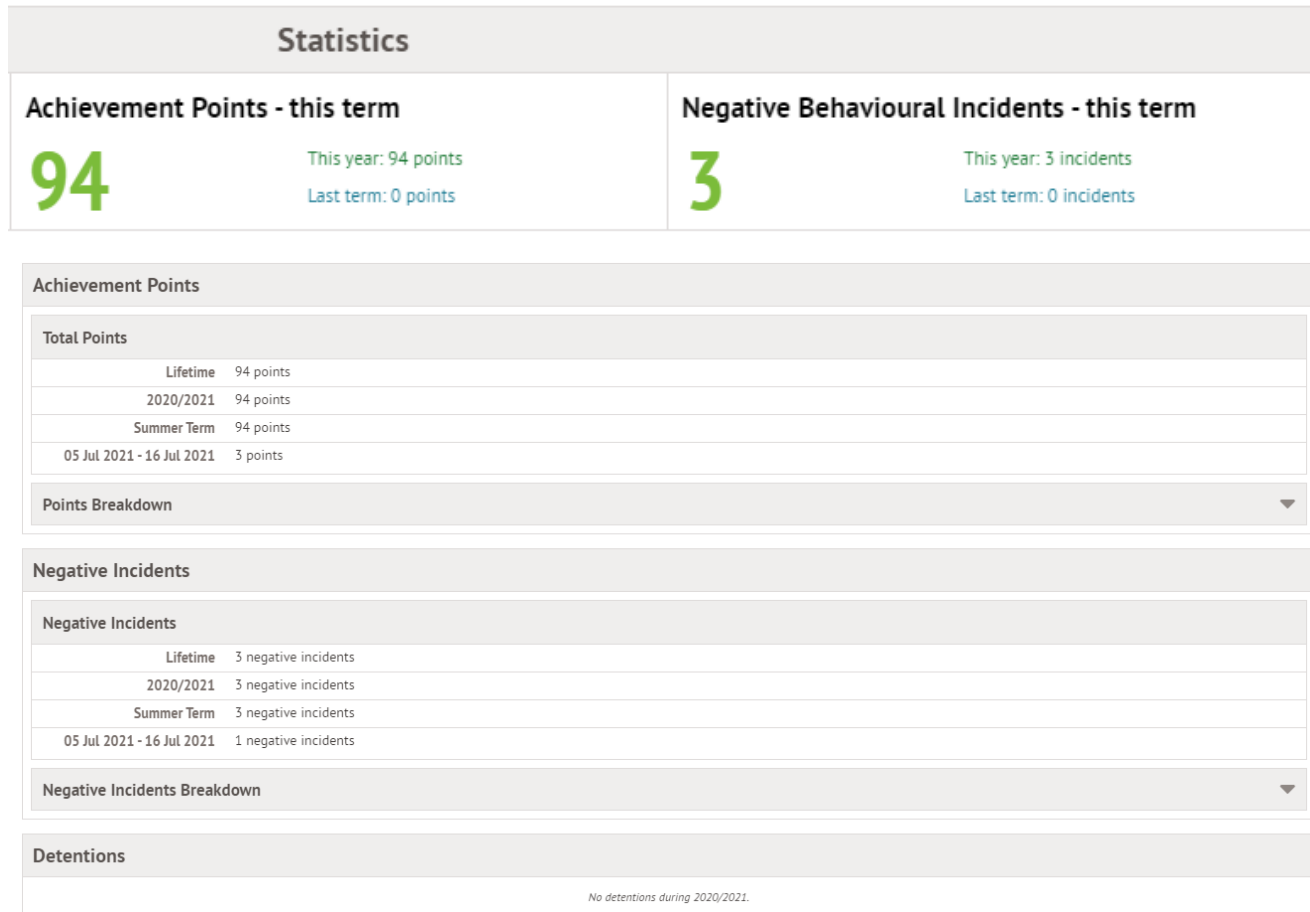 Statistics
Achievement Points - this term
94
This year: 94 points
Last term: 0 points
Negative Behavioural Incidents - this term
3
This year: 3 incidents
Last term: 0 incidents
Achievement Points
Total Points
Lifetime 94 points
2020/2021 94 points
Summer Term 94 points
05 Jul 2021 - 16 Jul 2021 3 points
Points Breakdown
Negative Incidents
Negative Incidents
Lifetime 3 negative incidents
2020/2021 3 negative incidents
Summer Term 3 negative incidents
05 Jul 2021 - 16 Jul 2021 1 negative incidents
Negative Incidents Breakdown
Detentions
No detentions during 2020/2021.